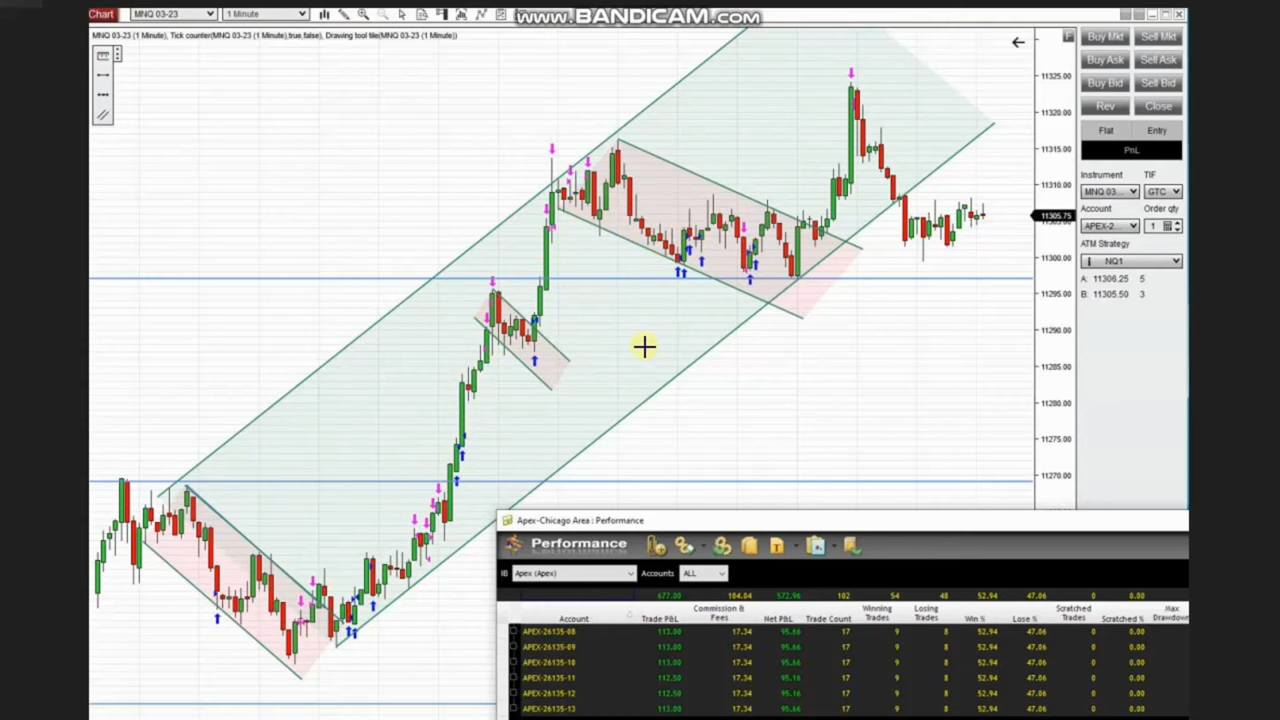 www.BANDICAM.com
Chart MNQ 03-23 1 Minute
MNQ 03-23 (1 Minute), Tick counter(MNQ 03-23 (1 Minute),true,false), Drawing tool tile(MNQ 03-23 (1 Minute))
F
Buy Mkt Sell Mkt
Buy Ask Sell Ask
Buy Bid Sell Bid
Rev Close
Flat Entry
PnL
Instrument TIF
MNQ 03... GTC
Account Order qty
APEX-2... 1
ATM Strategy
NQ1
A: 11306.25 5
B: 11305.50 3
11325.00
11320.00
11315.00
11310.00
11305.75
11300.00
11295.00
11290.00
11285.00
11280.00
11275.00
11270.00
Apex-Chicago Area : Performance
Performance
IB Apex (Apex) Accounts ALL
677.00 104.04 572.96 102 54 48 52.94 47.06 0 0.00
Account Trade P&L Commission & Fees Net P&L Trade Count Winning Trades Losing Trades Win % Lose % Scratched Trades Scratched % Max Drawdown
APEX-26135-08 113.00 17.34 95.66 17 9 8 52.94 47.06 0 0.00
APEX-26135-09 113.00 17.34 95.66 17 9 8 52.94 47.06 0 0.00
APEX-26135-10 113.00 17.34 95.66 17 9 8 52.94 47.06 0 0.00
APEX-26135-11 112.50 17.34 95.16 17 9 8 52.94 47.06 0 0.00
APEX-26135-12 112.50 17.34 95.16 17 9 8 52.94 47.06 0 0.00
APEX-26135-13 113.00 17.34 95.66 17 9 8 52.94 47.06 0 0.00